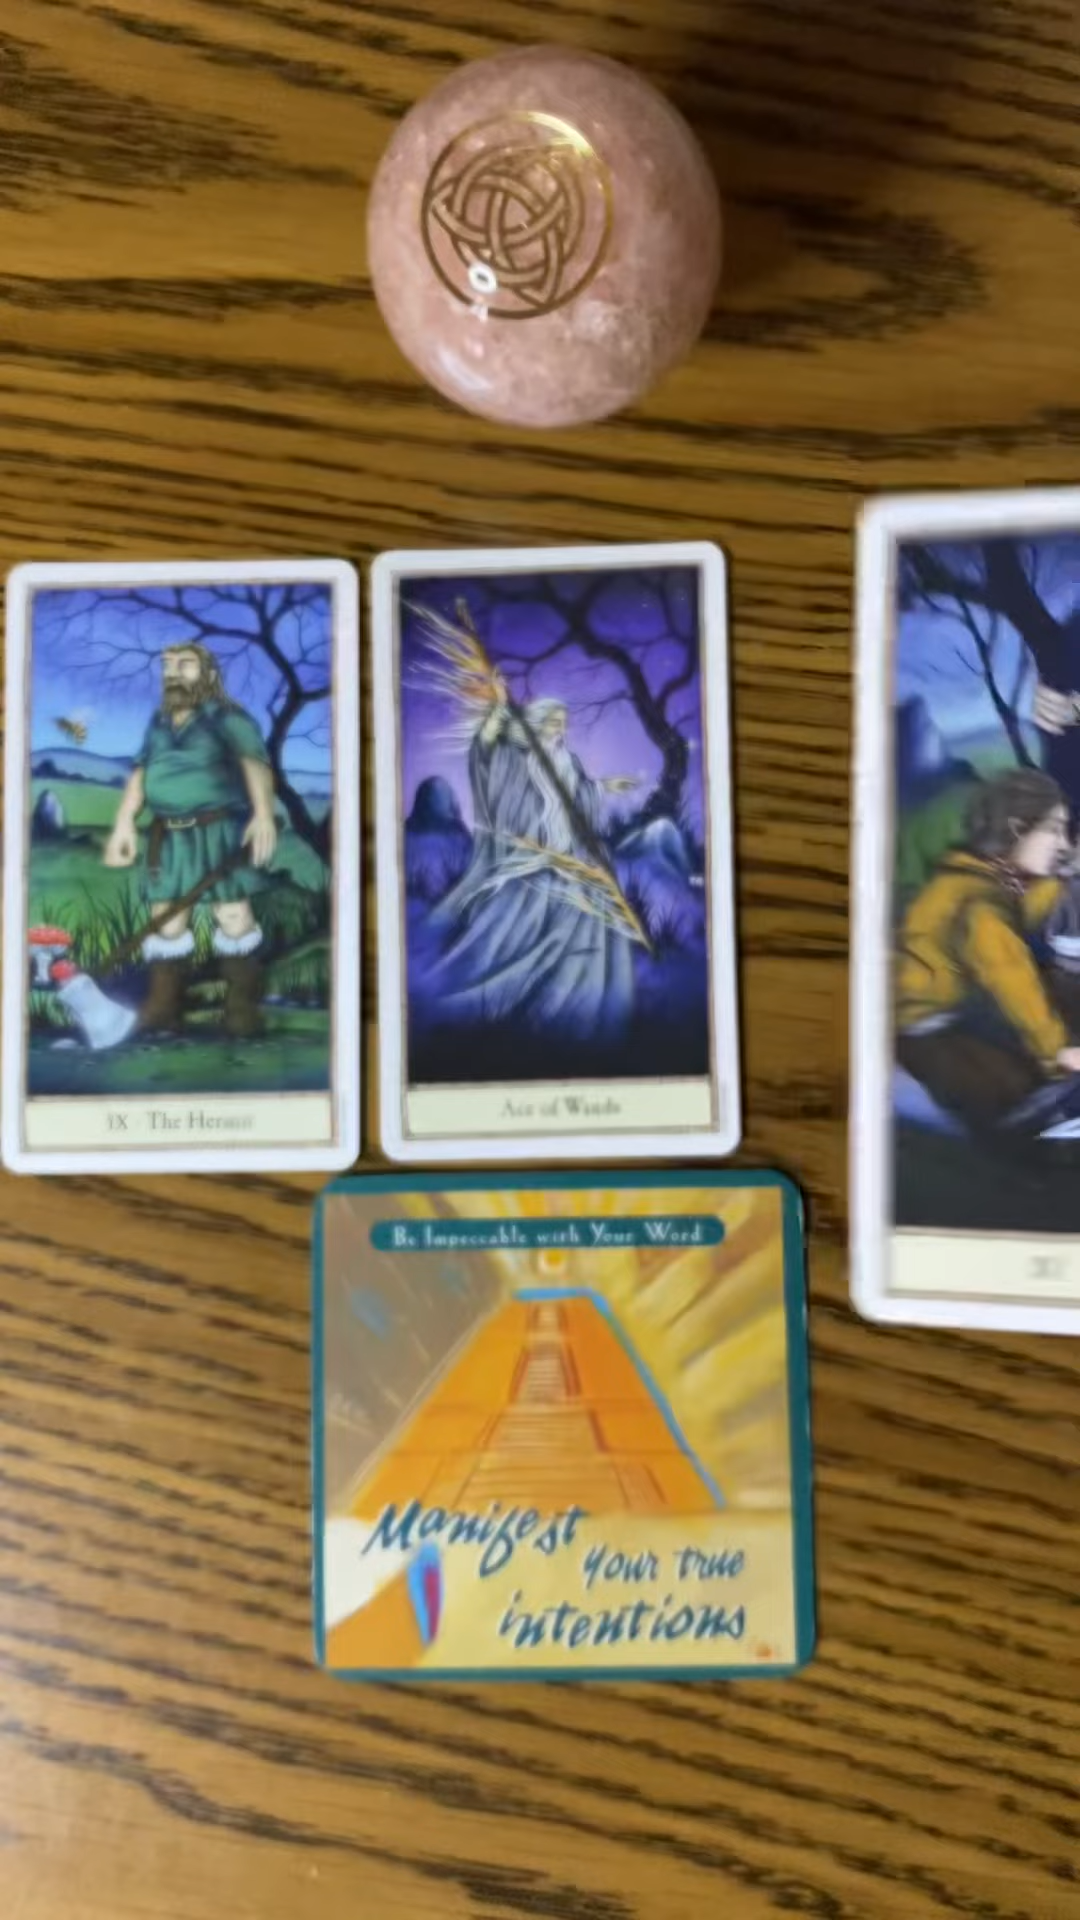 IX · The Hermit
Ace of Wands
Be Impeccable with Your Word
Manifest
your true
intentions